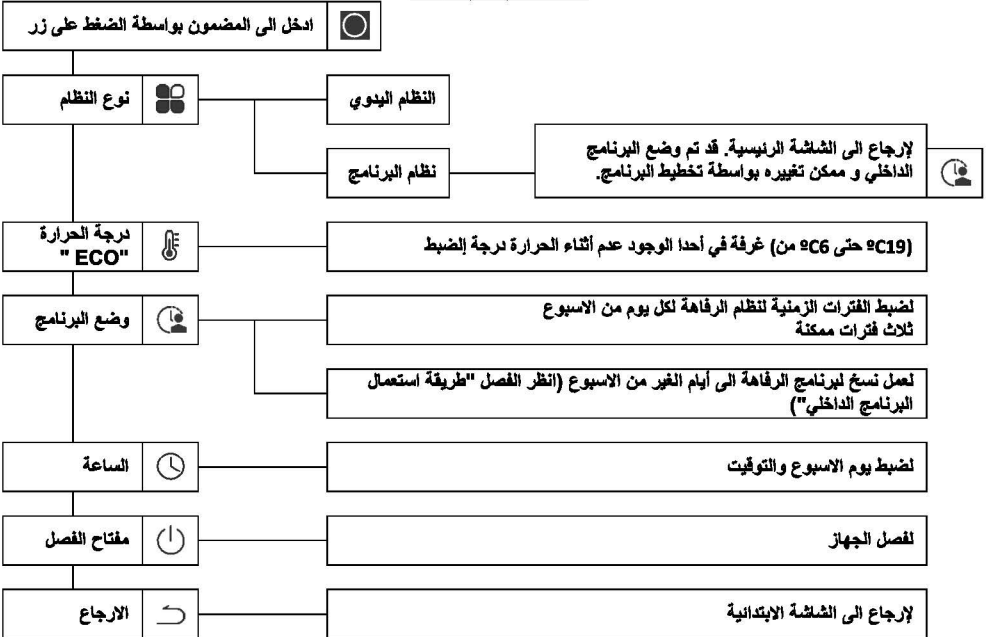 ادخل الى المضمون بواسطة الضغط على زر
نوع النظام
النظام اليدوي
نظام البرنامج
لإرجاع الى الشاشة الرئيسية. قد تم وضع البرنامج
الداخلي و ممكن تغييره بواسطة تخطيط البرنامج.
درجة الحرارة
"ECO "
(ºC19 حتى ºC6 من) غرفة في أحدا الوجود عدم أثناء الحرارة درجة إلضبط
وضع البرنامج
لضبط الفترات الزمنية لنظام الرفاهة لكل يوم من الاسبوع
ثلاث فترات ممكنة
لعمل نسخ لبرنامج الرفاهة الى أيام الغير من الاسبوع (انظر الفصل "طريقة استعمال
البرنامج الداخلي")
الساعة
لضبط يوم الاسبوع والتوقيت
مفتاح الفصل
لفصل الجهاز
الارجاع
لإرجاع الى الشاشة الابتدائية